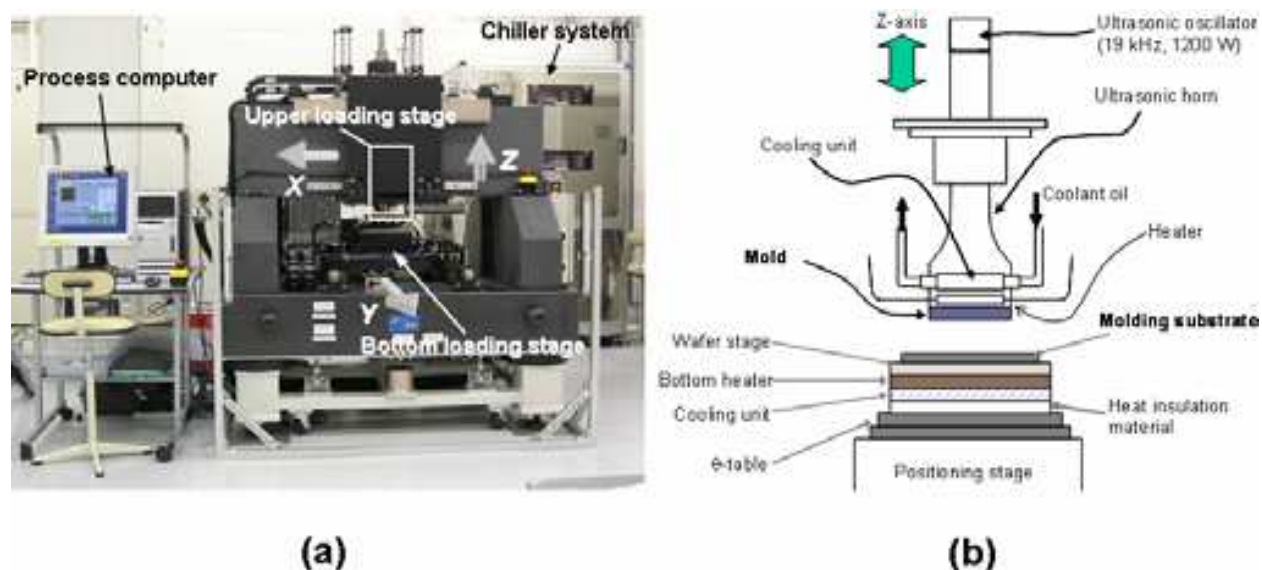 Chiller system
Process computer
Upper loading stage
X
Z
Y
Bottom loading stage
(a)
Z-axis
Ultrasonic oscillator
(19 kHz, 1200 W)
Ultrasonic horn
Cooling unit
Coolant oil
Heater
Mold
Molding substrate
Wafer stage
Bottom heater
Cooling unit
Heat insulation
material
θ-table
Positioning stage
(b)